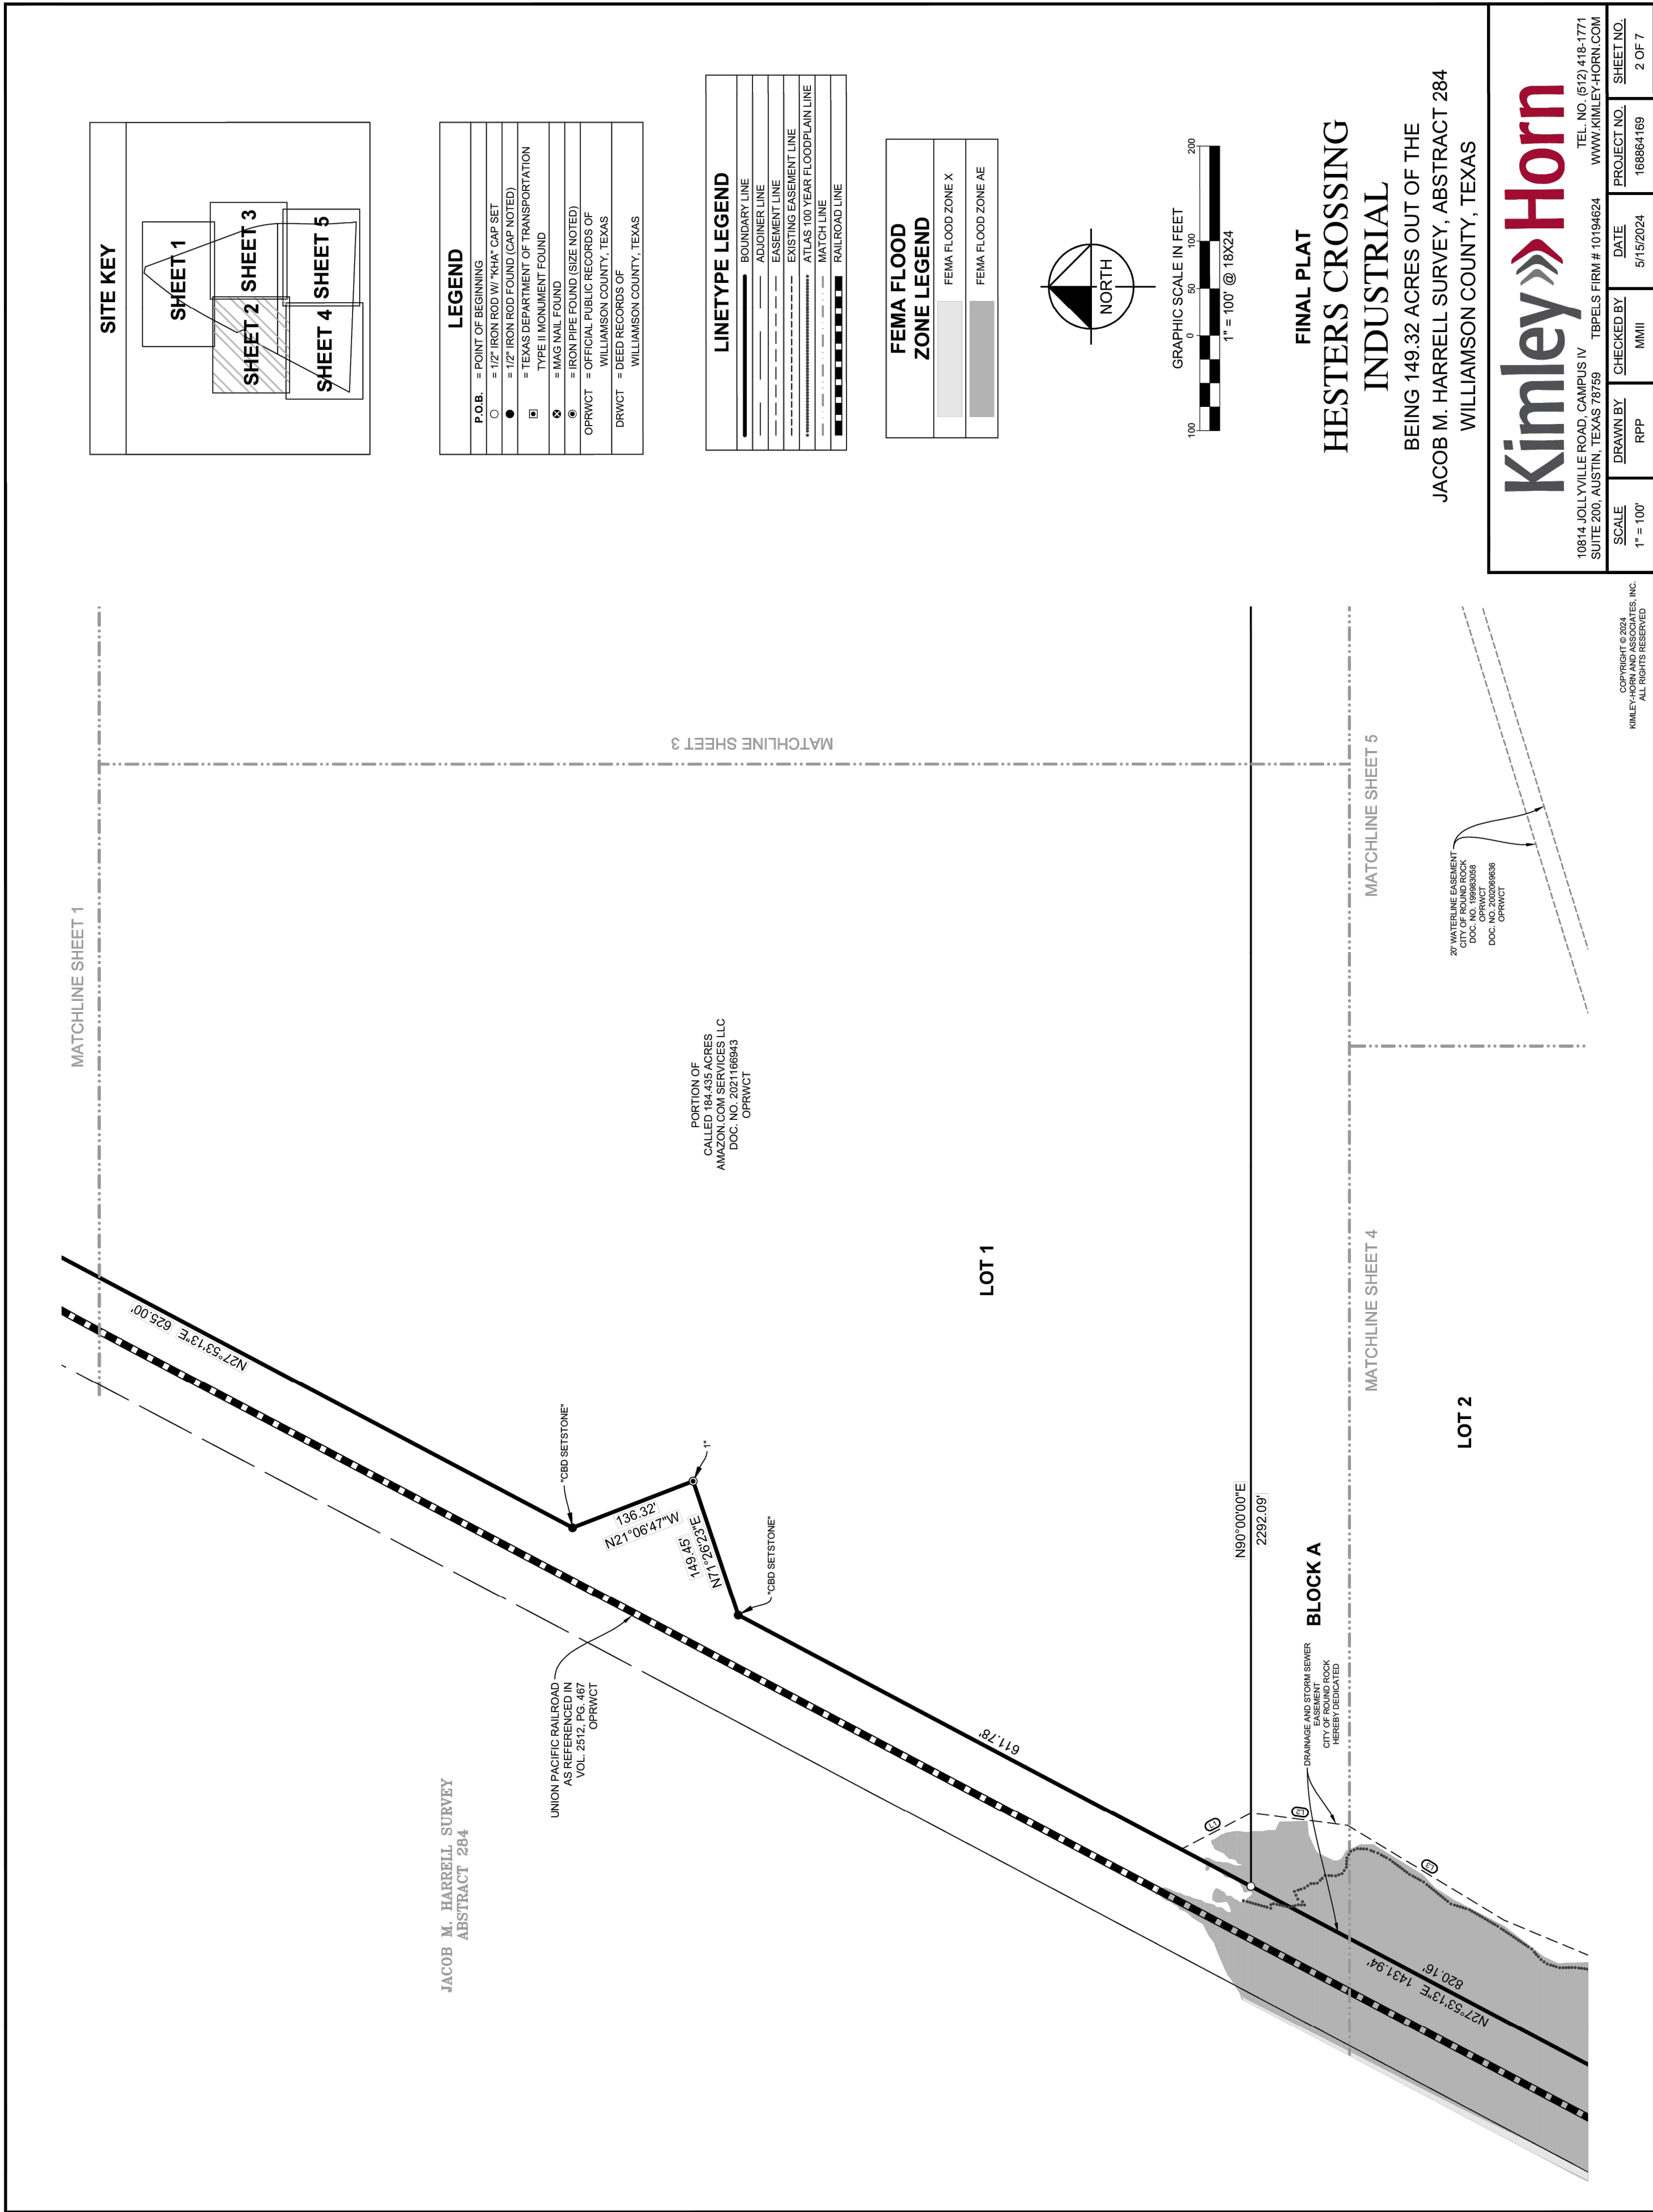 MATCHLINE SHEET 1
N27°53'13"E 625.00'
JACOB M. HARRELL SURVEY
ABSTRACT 284
UNION PACIFIC RAILROAD
AS REFERENCED IN
VOL. 2512, PG. 467
OPRWCT
"CBD SETSTONE"
136.32'
N21°06'47"W
149.45'
N71°26'23"E
1"
"CBD SETSTONE"
PORTION OF
CALLED 184.435 ACRES
AMAZON.COM SERVICES LLC
DOC. NO. 2021166943
OPRWCT
MATCHLINE SHEET 3
611.78'
LOT 1
L1
N90°00'00"E
2292.09'
L2
BLOCK A
DRAINAGE AND STORM SEWER
EASEMENT
CITY OF ROUND ROCK
HEREBY DEDICATED
MATCHLINE SHEET 4
MATCHLINE SHEET 5
820.16'
N27°53'13"E 1431.94'
L3
LOT 2
20' WATERLINE EASEMENT
CITY OF ROUND ROCK
DOC. NO. 199983058
OPRWCT
DOC. NO. 2002069636
OPRWCT
SITE KEY
SHEET 1
SHEET 2
SHEET 3
SHEET 4
SHEET 5
LEGEND
P.O.B. = POINT OF BEGINNING
= 1/2" IRON ROD W/ "KHA" CAP SET
= 1/2" IRON ROD FOUND (CAP NOTED)
= TEXAS DEPARTMENT OF TRANSPORTATION
TYPE II MONUMENT FOUND
= MAG NAIL FOUND
= IRON PIPE FOUND (SIZE NOTED)
OPRWCT = OFFICIAL PUBLIC RECORDS OF
WILLIAMSON COUNTY, TEXAS
DRWCT = DEED RECORDS OF
WILLIAMSON COUNTY, TEXAS
LINETYPE LEGEND
BOUNDARY LINE
ADJOINER LINE
EASEMENT LINE
EXISTING EASEMENT LINE
ATLAS 100 YEAR FLOODPLAIN LINE
MATCH LINE
RAILROAD LINE
FEMA FLOOD
ZONE LEGEND
FEMA FLOOD ZONE X
FEMA FLOOD ZONE AE
NORTH
GRAPHIC SCALE IN FEET
100 0 50 100 200
1" = 100' @ 18X24
FINAL PLAT
HESTERS CROSSING
INDUSTRIAL
BEING 149.32 ACRES OUT OF THE
JACOB M. HARRELL SURVEY, ABSTRACT 284
WILLIAMSON COUNTY, TEXAS
Kimley»Horn
10814 JOLLYVILLE ROAD, CAMPUS IV TEL. NO. (512) 418-1771
SUITE 200, AUSTIN, TEXAS 78759 TBPELS FIRM # 10194624 WWW.KIMLEY-HORN.COM
SCALE DRAWN BY CHECKED BY DATE PROJECT NO. SHEET NO.
1" = 100' RPP MMII 5/15/2024 168864169 2 OF 7
COPYRIGHT © 2024
KIMLEY-HORN AND ASSOCIATES, INC.
ALL RIGHTS RESERVED